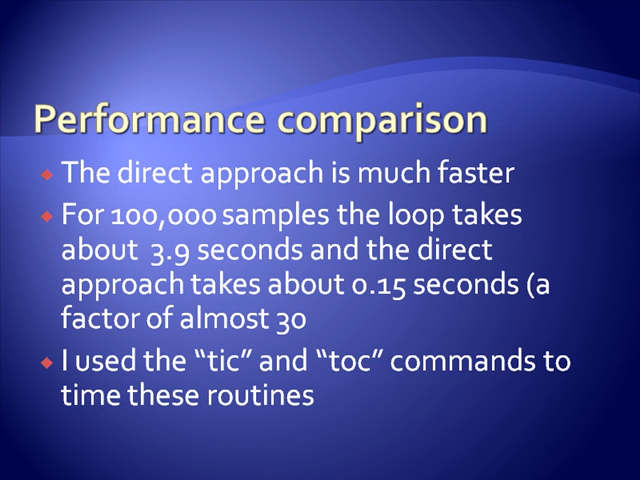 Performance comparison
The direct approach is much faster
For 100,000 samples the loop takes
about 3.9 seconds and the direct
approach takes about 0.15 seconds (a
factor of almost 30
I used the “tic” and “toc” commands to
time these routines